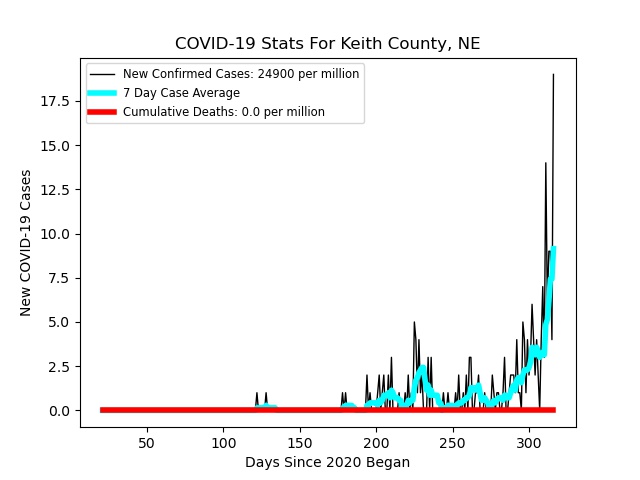 COVID-19 Stats For Keith County, NE
New Confirmed Cases: 24900 per million
7 Day Case Average
Cumulative Deaths: 0.0 per million
New COVID-19 Cases
17.5
15.0
12.5
10.0
7.5
5.0
2.5
0.0
50 100 150 200 250 300
Days Since 2020 Began